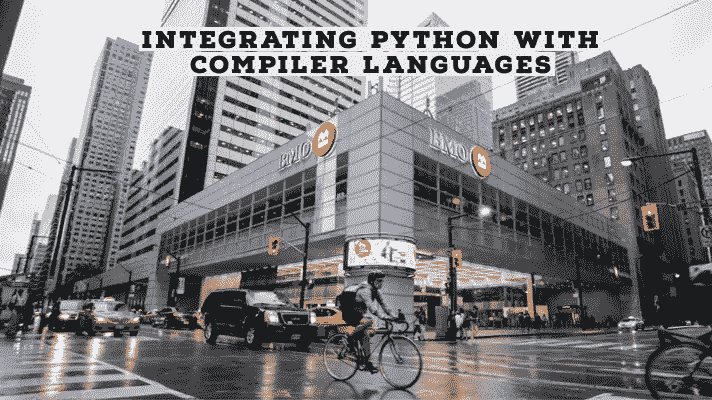 INTEGRATING PYTHON WITH
COMPILER LANGUAGES
BMO
BMO